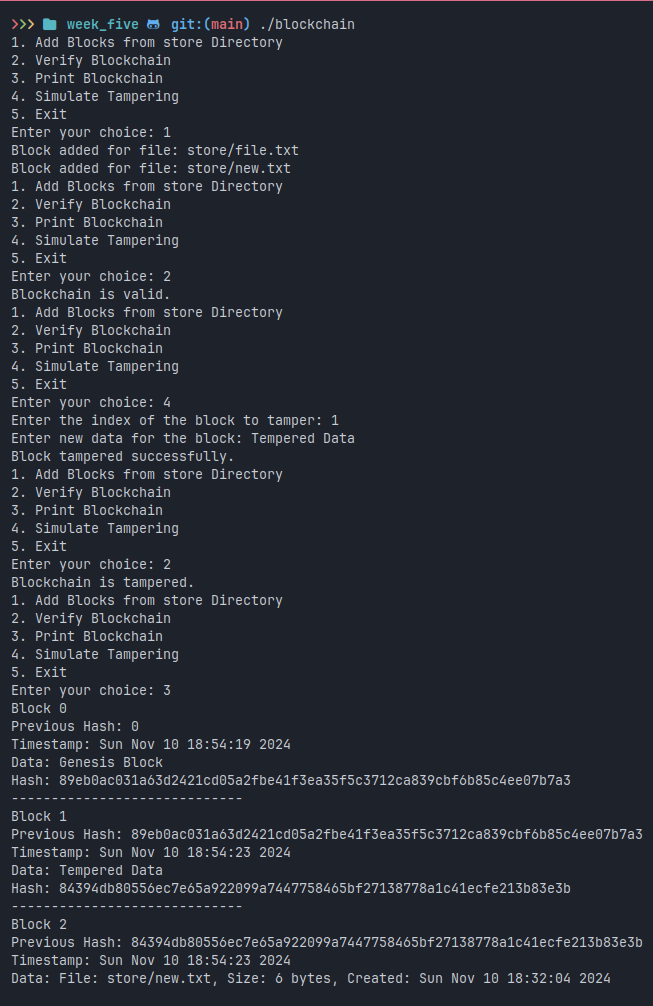 ❯❯❯ week_five git:(main) ./blockchain
1. Add Blocks from store Directory
2. Verify Blockchain
3. Print Blockchain
4. Simulate Tampering
5. Exit
Enter your choice: 1
Block added for file: store/file.txt
Block added for file: store/new.txt
1. Add Blocks from store Directory
2. Verify Blockchain
3. Print Blockchain
4. Simulate Tampering
5. Exit
Enter your choice: 2
Blockchain is valid.
1. Add Blocks from store Directory
2. Verify Blockchain
3. Print Blockchain
4. Simulate Tampering
5. Exit
Enter your choice: 4
Enter the index of the block to tamper: 1
Enter new data for the block: Tempered Data
Block tampered successfully.
1. Add Blocks from store Directory
2. Verify Blockchain
3. Print Blockchain
4. Simulate Tampering
5. Exit
Enter your choice: 2
Blockchain is tampered.
1. Add Blocks from store Directory
2. Verify Blockchain
3. Print Blockchain
4. Simulate Tampering
5. Exit
Enter your choice: 3
Block 0
Previous Hash: 0
Timestamp: Sun Nov 10 18:54:19 2024
Data: Genesis Block
Hash: 89eb0ac031a63d2421cd05a2fbe41f3ea35f5c3712ca839cbf6b85c4ee07b7a3
-----------------------------
Block 1
Previous Hash: 89eb0ac031a63d2421cd05a2fbe41f3ea35f5c3712ca839cbf6b85c4ee07b7a3
Timestamp: Sun Nov 10 18:54:23 2024
Data: Tempered Data
Hash: 84394db80556ec7e65a922099a7447758465bf27138778a1c41ecfe213b83e3b
-----------------------------
Block 2
Previous Hash: 84394db80556ec7e65a922099a7447758465bf27138778a1c41ecfe213b83e3b
Timestamp: Sun Nov 10 18:54:23 2024
Data: File: store/new.txt, Size: 6 bytes, Created: Sun Nov 10 18:32:04 2024